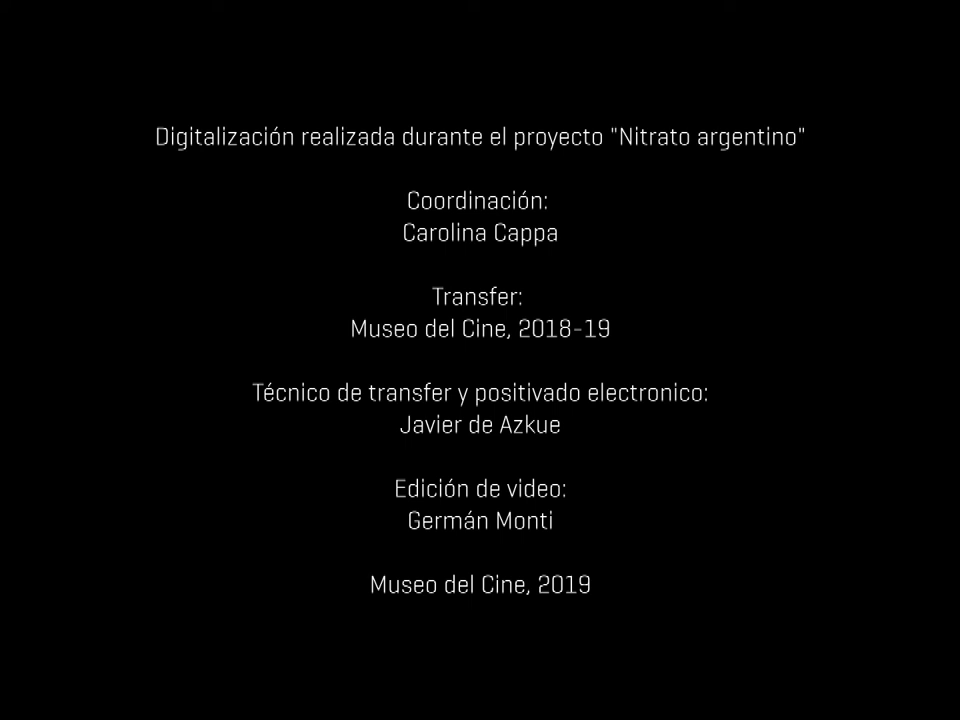 Digitalización realizada durante el proyecto "Nitrato argentino"
Coordinación:
Carolina Cappa
Transfer:
Museo del Cine, 2018-19
Técnico de transfer y positivado electronico:
Javier de Azkue
Edición de video:
Germán Monti
Museo del Cine, 2019